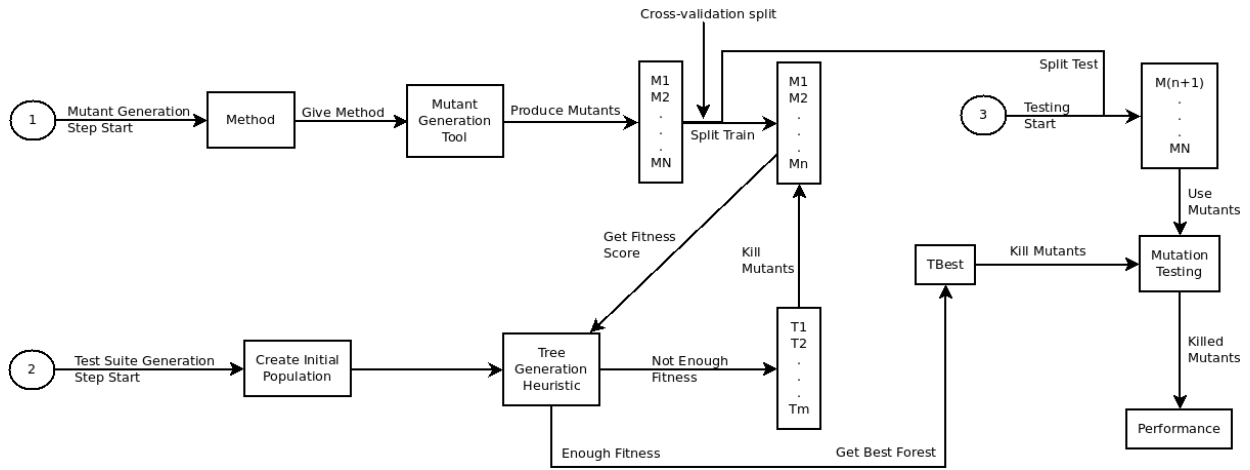 Cross-validation split
1
Mutant Generation
Step Start
Method
Give Method
Mutant
Generation
Tool
Produce Mutants
M1
M2
.
.
.
MN
Split Train
M1
M2
.
.
.
Mn
Split Test
3
Testing
Start
M(n+1)
.
.
.
MN
Use
Mutants
Get Fitness
Score
Kill
Mutants
TBest
Kill Mutants
Mutation
Testing
Killed
Mutants
Performance
2
Test Suite Generation
Step Start
Create Initial
Population
Tree
Generation
Heuristic
Not Enough
Fitness
T1
T2
.
.
.
Tm
Enough Fitness
Get Best Forest